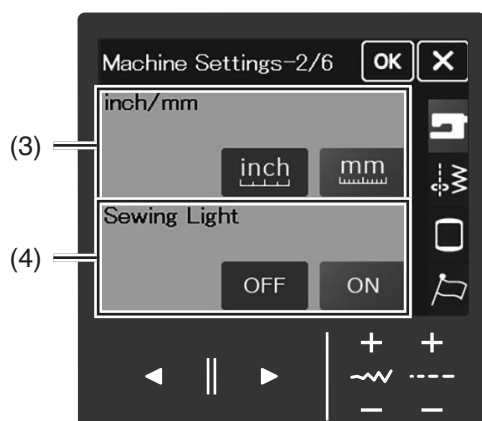 Machine Settings-2/6 OK
inch/mm
(3)
inch mm
Sewing Light
(4)
OFF ON